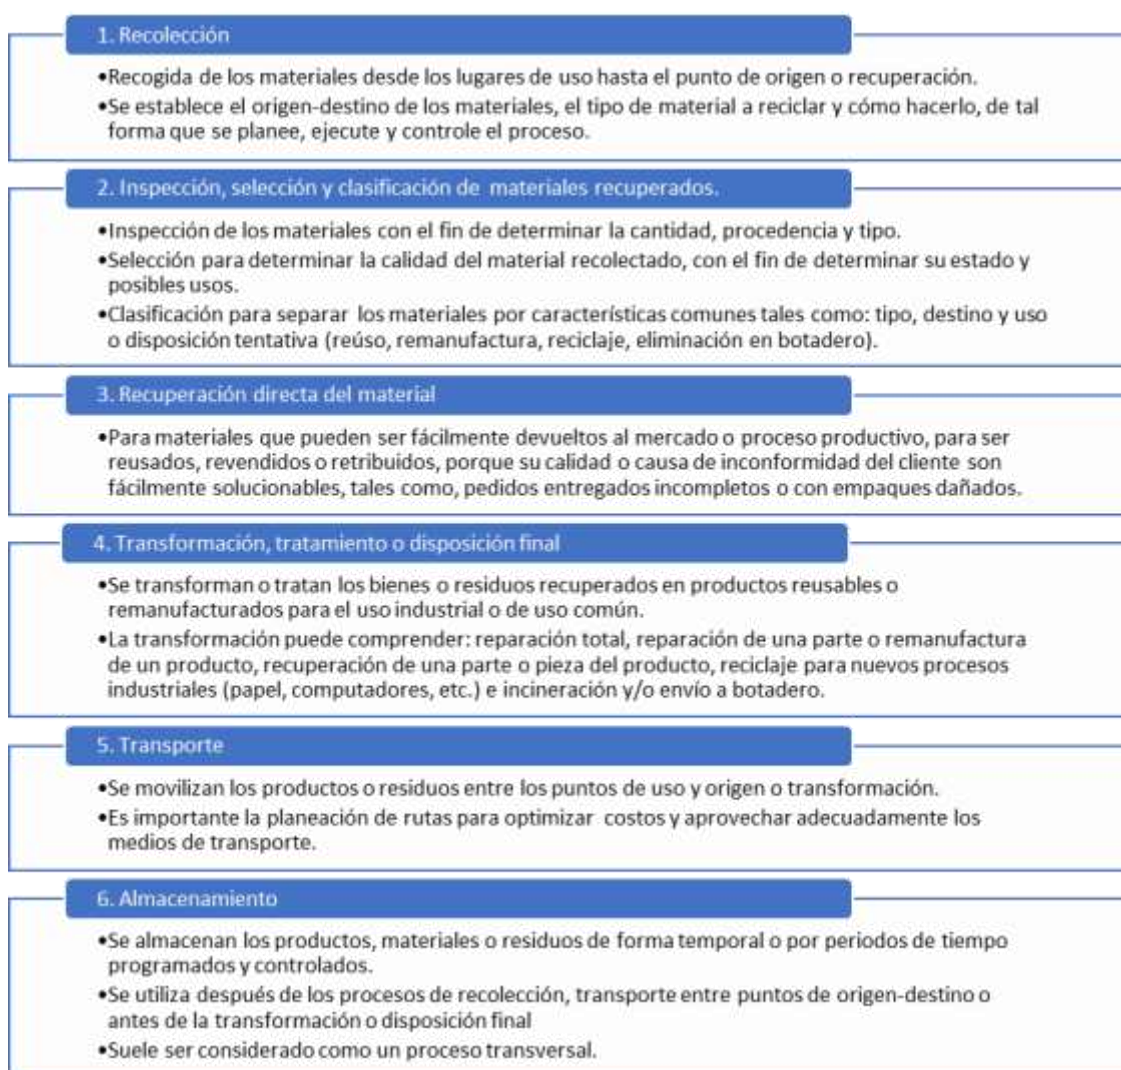 1. Recolección
•Recogida de los materiales desde los lugares de uso hasta el punto de origen o recuperación.
•Se establece el origen-destino de los materiales, el tipo de material a reciclar y cómo hacerlo, de tal
forma que se planee, ejecute y controle el proceso.
2. Inspección, selección y clasificación de materiales recuperados.
•Inspección de los materiales con el fin de determinar la cantidad, procedencia y tipo.
•Selección para determinar la calidad del material recolectado, con el fin de determinar su estado y
posibles usos.
•Clasificación para separar los materiales por características comunes tales como: tipo, destino y uso
o disposición tentativa (reúso, remanufactura, reciclaje, eliminación en botadero).
3. Recuperación directa del material
•Para materiales que pueden ser fácilmente devueltos al mercado o proceso productivo, para ser
reusados, revendidos o retribuidos, porque su calidad o causa de inconformidad del cliente son
fácilmente solucionables, tales como, pedidos entregados incompletos o con empaques dañados.
4. Transformación, tratamiento o disposición final
•Se transforman o tratan los bienes o residuos recuperados en productos reusables o
remanufacturados para el uso industrial o de uso común.
•La transformación puede comprender: reparación total, reparación de una parte o remanufactura
de un producto, recuperación de una parte o pieza del producto, reciclaje para nuevos procesos
industriales (papel, computadores, etc.) e incineración y/o envío a botadero.
5. Transporte
•Se movilizan los productos o residuos entre los puntos de uso y origen o transformación.
•Es importante la planeación de rutas para optimizar costos y aprovechar adecuadamente los
medios de transporte.
6. Almacenamiento
•Se almacenan los productos, materiales o residuos de forma temporal o por periodos de tiempo
programados y controlados.
•Se utiliza después de los procesos de recolección, transporte entre puntos de origen-destino o
antes de la transformación o disposición final
•Suele ser considerado como un proceso transversal.